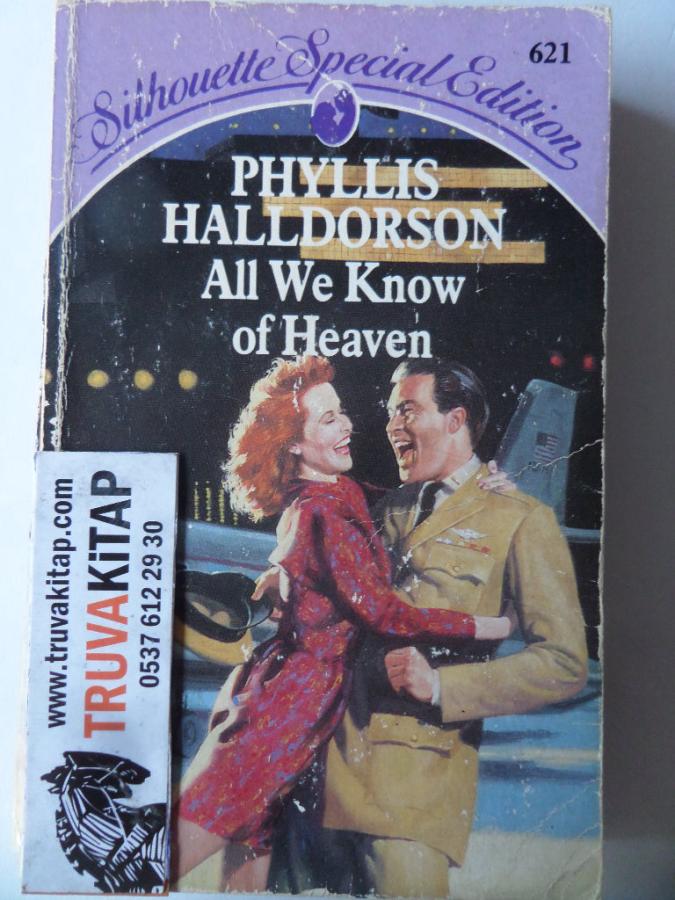 Silhouette Special Edition
621
PHYLLIS
HALLDORSON
All We Know
of Heaven
www.truvakitap.com
TRUVAKiTAP
0537 612 29 30